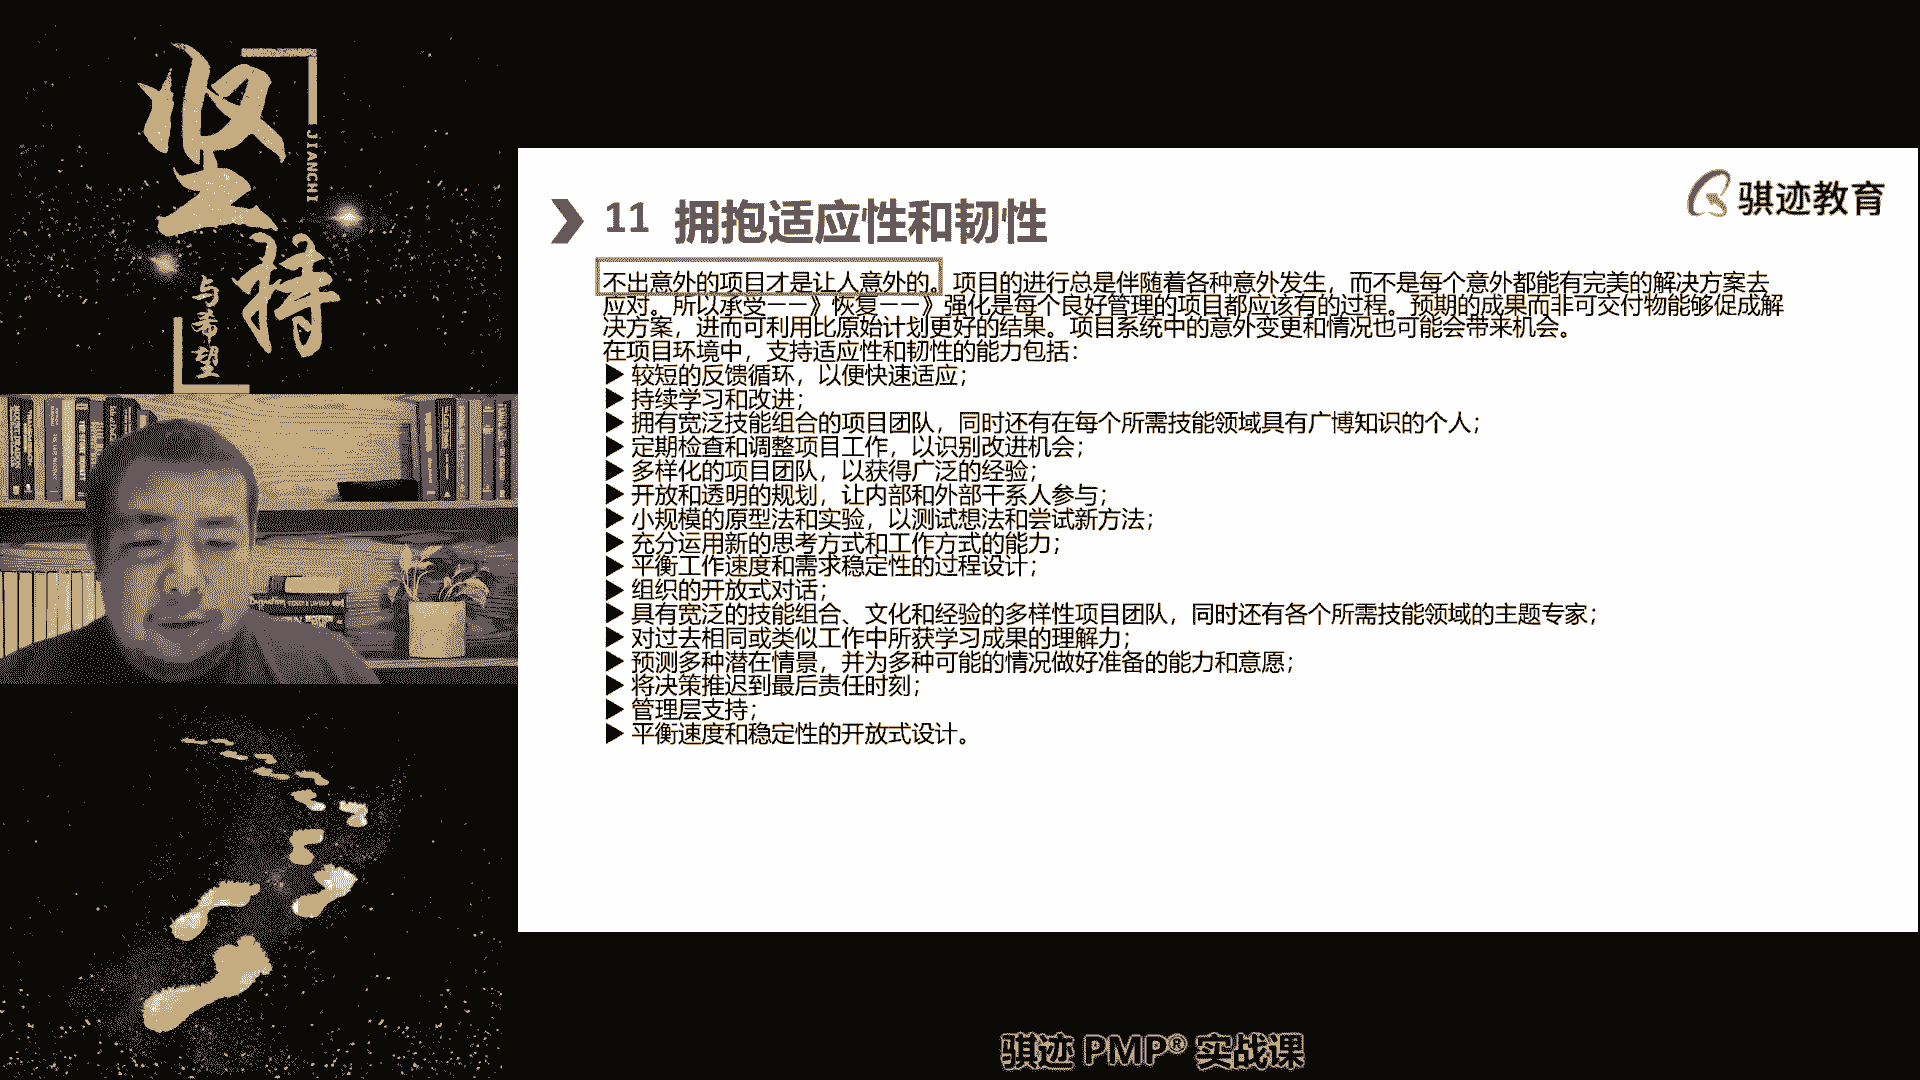 坚持
JIANCHI
与希望
骐迹教育
11 拥抱适应性和韧性
不出意外的项目才是让人意外的。项目的进行总是伴随着各种意外发生，而不是每个意外都能有完美的解决方案去
应对。所以承受——》恢复——》强化是每个良好管理的项目都应该有的过程。预期的成果而非可交付物能够促成解
决方案，进而可利用比原始计划更好的结果。项目系统中的意外变更和情况也可能会带来机会。
在项目环境中，支持适应性和韧性的能力包括：
▶ 较短的反馈循环，以便快速适应；
▶ 持续学习和改进；
▶ 拥有宽泛技能组合的项目团队，同时还有在每个所需技能领域具有广博知识的个人；
▶ 定期检查和调整项目工作，以识别改进机会；
▶ 多样化的项目团队，以获得广泛的经验；
▶ 开放和透明的规划，让内部和外部干系人参与；
▶ 小规模的原型法和实验，以测试想法和尝试新方法；
▶ 充分运用新的思考方式和工作方式的能力；
▶ 平衡工作速度和需求稳定性的过程设计；
▶ 组织的开放式对话；
▶ 具有宽泛的技能组合、文化和经验的多样性项目团队，同时还有各个所需技能领域的主题专家；
▶ 对过去相同或类似工作中所获学习成果的理解力；
▶ 预测多种潜在情景，并为多种可能的情况做好准备的能力和意愿；
▶ 将决策推迟到最后责任时刻；
▶ 管理层支持；
▶ 平衡速度和稳定性的开放式设计。
骐迹 PMP® 实战课